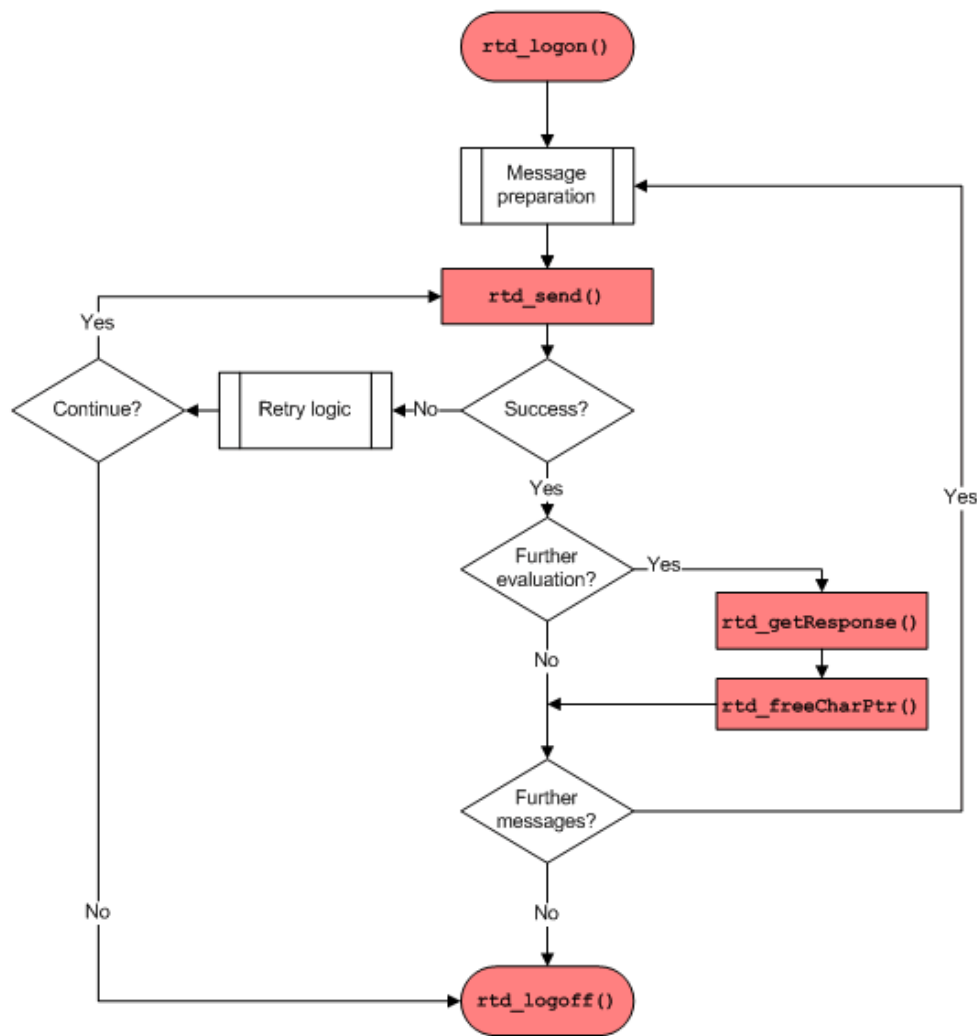 rtd_logon()
Message
preparation
rtd_send()
Yes
Continue?
Retry logic
No
Success?
Yes
Yes
Further
evaluation?
Yes
rtd_getResponse()
No
rtd_freeCharPtr()
Further
messages?
No
No
rtd_logoff()